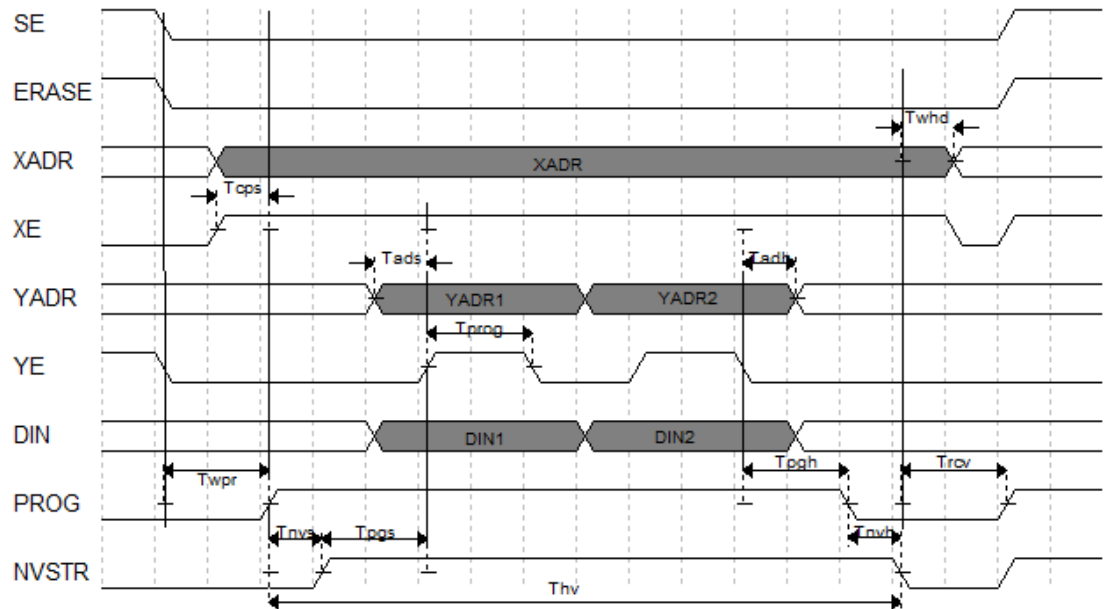 SE
ERASE
Twhd
XADR
XADR
Tcps
XE
Tads
Tadh
YADR
YADR1
YADR2
Tprog
YE
DIN
DIN1
DIN2
Twpr
Tpgh
Trcv
PROG
Tnvs
Tpgs
Tnvh
NVSTR
Thv